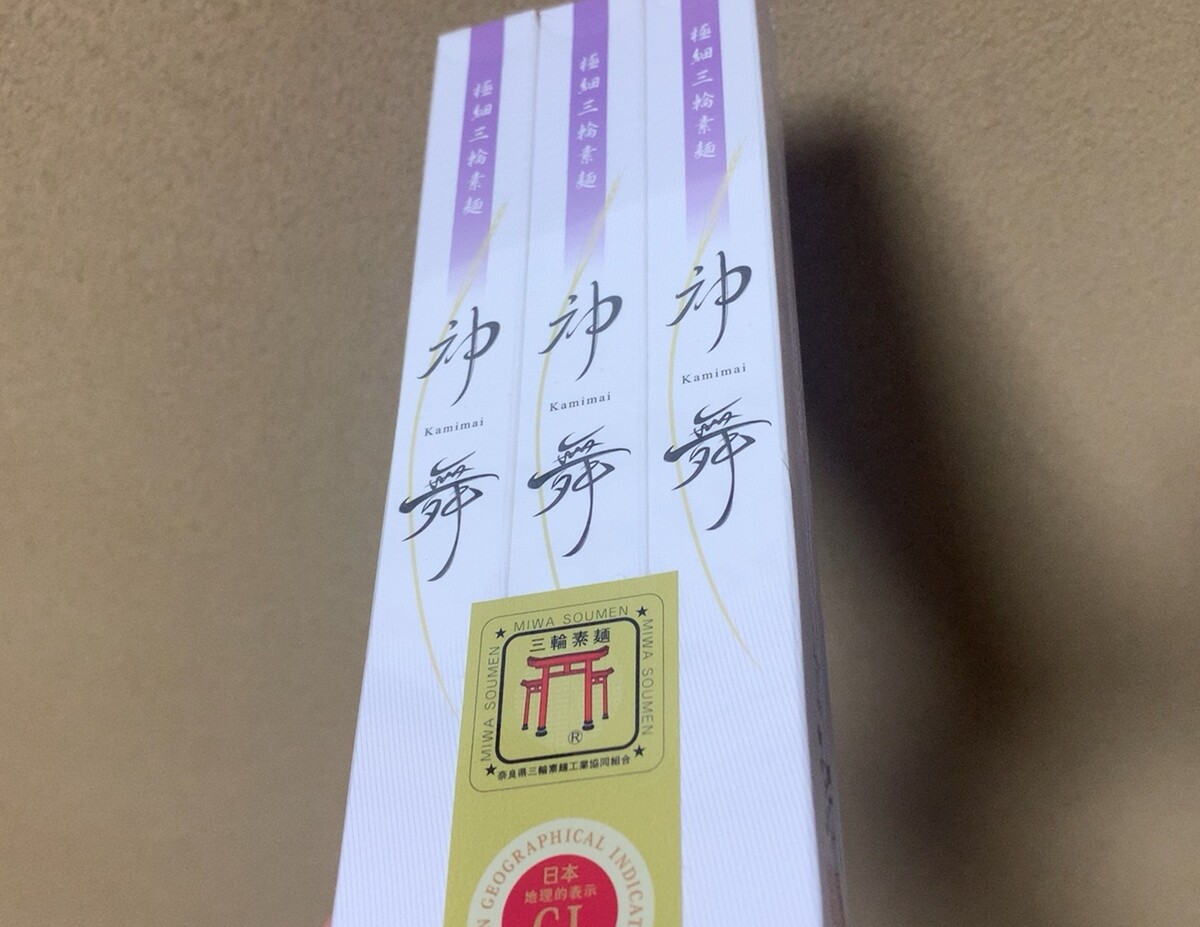 極細三輪素麺
神
Kamimai
舞
極細三輪素麺
神
Kamimai
舞
極細三輪素麺
神
Kamimai
舞
MIWA SOUMEN
MIWA SOUMEN
MIWA SOUMEN
三輪素麺
®
奈良県三輪素麺工業協同組合
GEOGRAPHICAL INDICAT
日本
地理的表示
GI